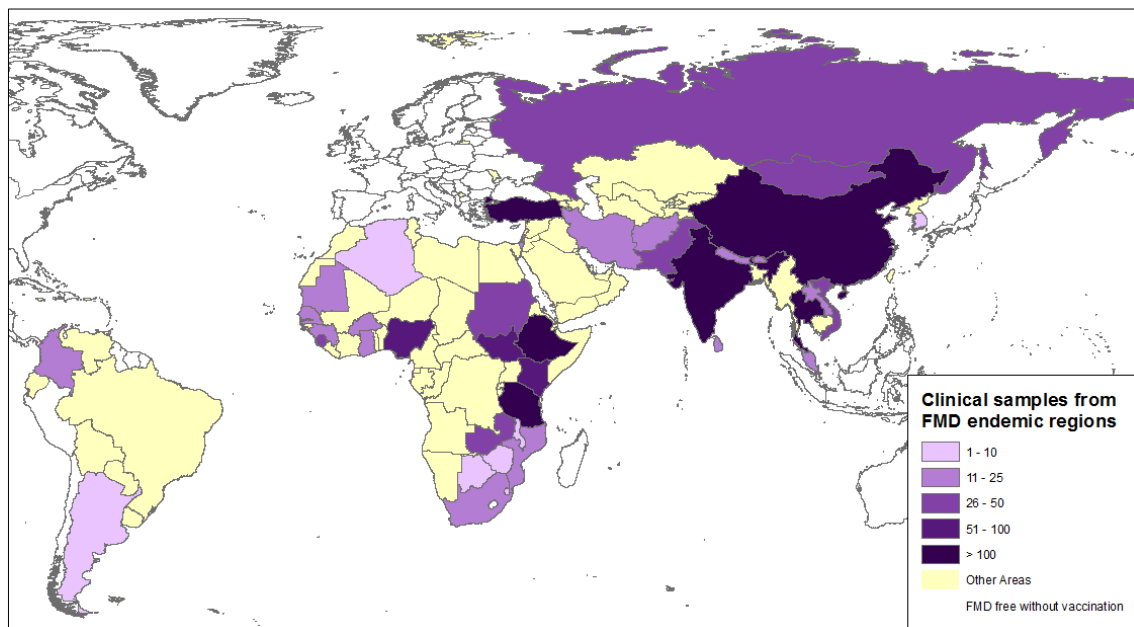 Clinical samples from
FMD endemic regions
1 - 10
11 - 25
26 - 50
51 - 100
> 100
Other Areas
FMD free without vaccination